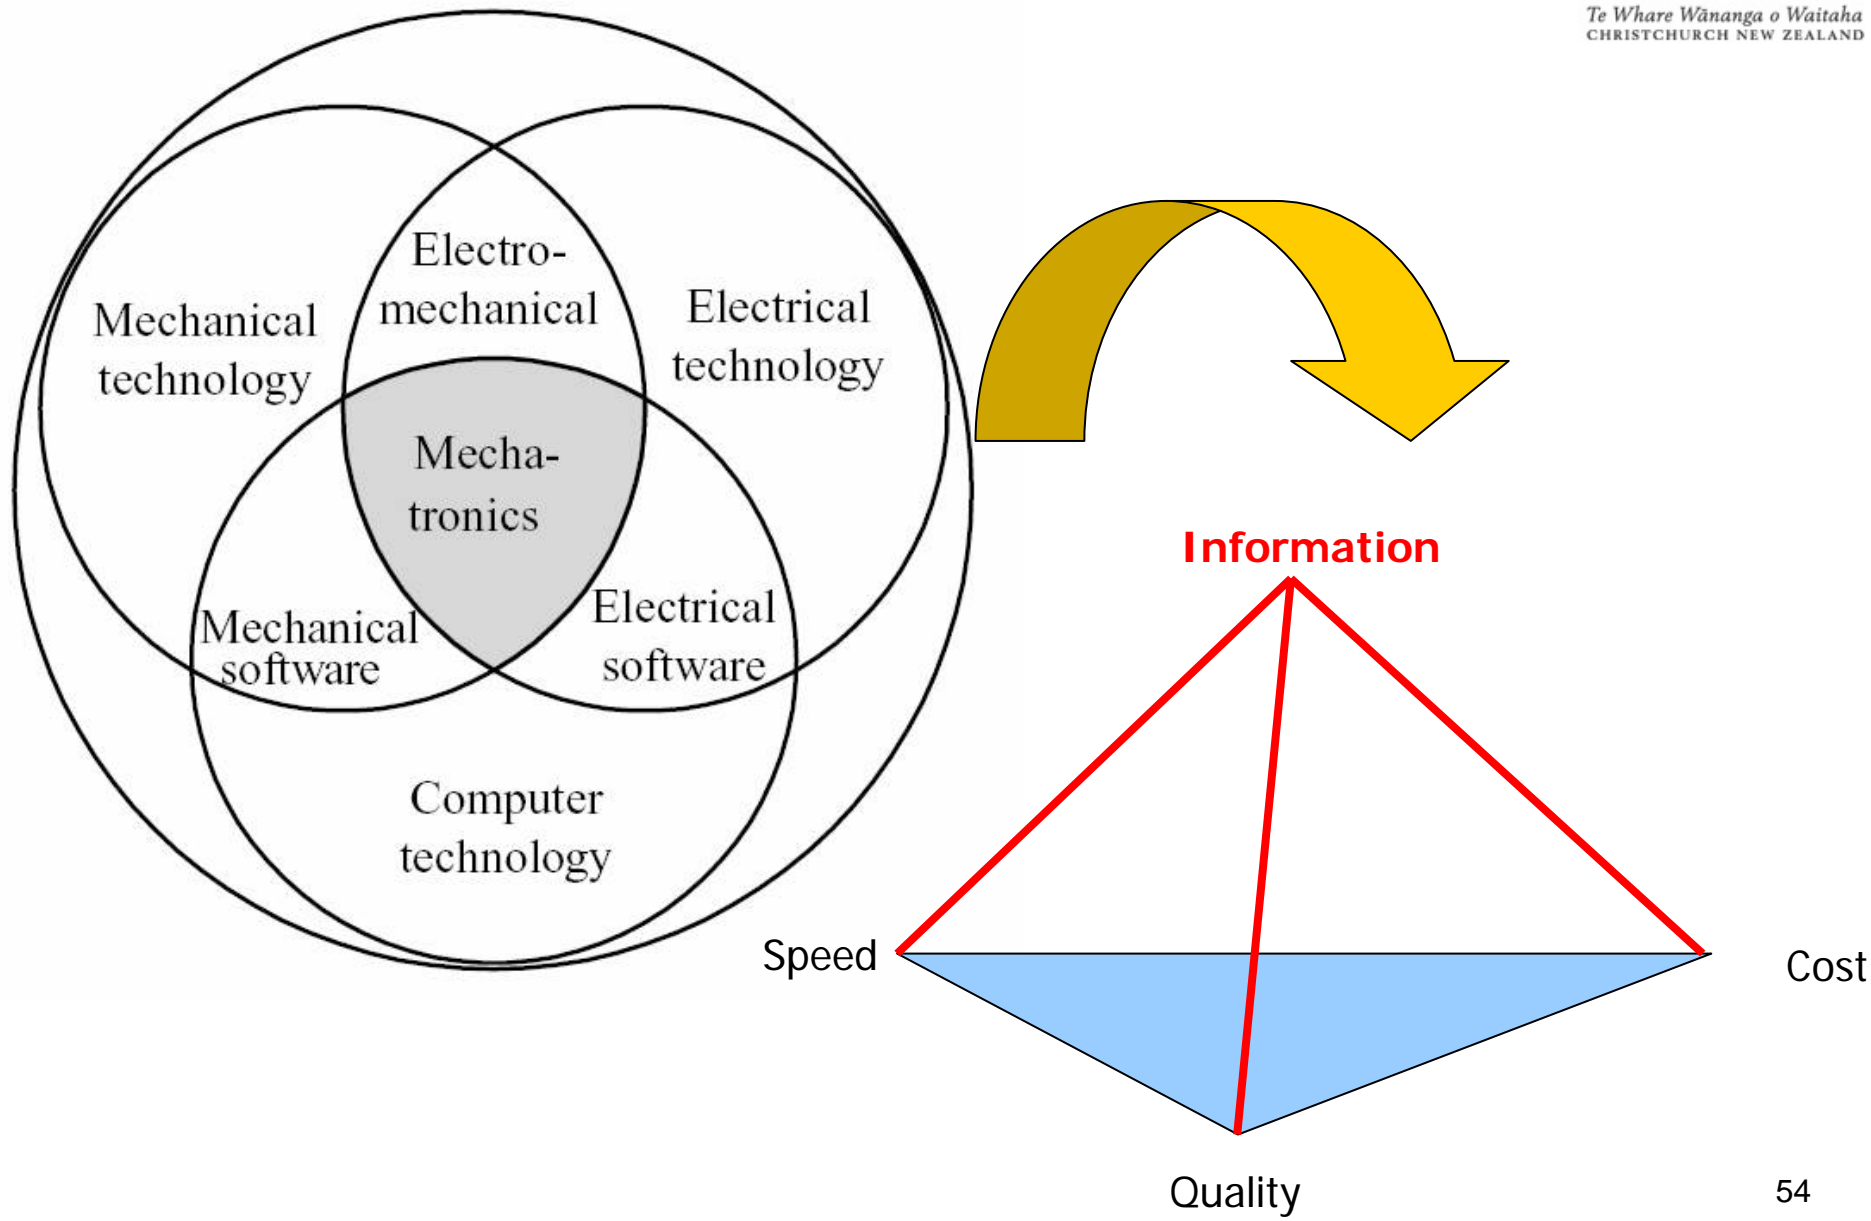 Te Whare Wānanga o Waitaha
CHRISTCHURCH NEW ZEALAND
Electro-
mechanical
Mechanical
technology
Electrical
technology
Mecha-
tronics
Mechanical
software
Electrical
software
Computer
technology
Information
Speed
Cost
Quality
54